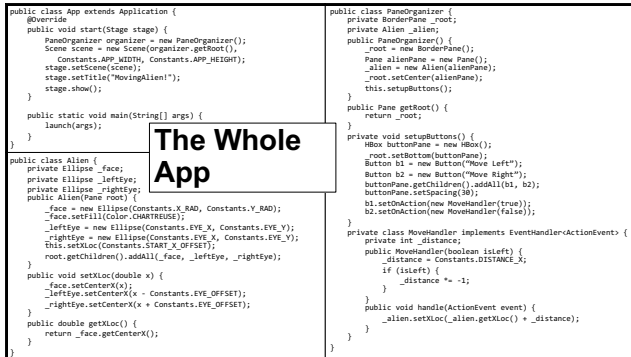 public class App extends Application {
@Override
public void start(Stage stage) {
PaneOrganizer organizer = new PaneOrganizer();
Scene scene = new Scene(organizer.getRoot(),
Constants.APP_WIDTH, Constants.APP_HEIGHT);
stage.setScene(scene);
stage.setTitle("MovingAlien!");
stage.show();
}
public static void main(String[] args) {
launch(args);
}
}
The Whole
App
public class Alien {
private Ellipse _face;
private Ellipse _leftEye;
private Ellipse _rightEye;
public Alien(Pane root) {
_face = new Ellipse(Constants.X_RAD, Constants.Y_RAD);
_face.setFill(Color.CHARTREUSE);
_leftEye = new Ellipse(Constants.EYE_X, Constants.EYE_Y);
_rightEye = new Ellipse(Constants.EYE_X, Constants.EYE_Y);
this.setXLoc(Constants.START_X_OFFSET);
root.getChildren().addAll(_face, _leftEye, _rightEye);
}
public void setXLoc(double x) {
_face.setCenterX(x);
_leftEye.setCenterX(x - Constants.EYE_OFFSET);
_rightEye.setCenterX(x + Constants.EYE_OFFSET);
}
public double getXLoc() {
return _face.getCenterX();
}
}
public class PaneOrganizer {
private BorderPane _root;
private Alien _alien;
public PaneOrganizer() {
_root = new BorderPane();
Pane alienPane = new Pane();
_alien = new Alien(alienPane);
_root.setCenter(alienPane);
this.setupButtons();
}
public Pane getRoot() {
return _root;
}
private void setupButtons() {
HBox buttonPane = new HBox();
_root.setBottom(buttonPane);
Button b1 = new Button("Move Left");
Button b2 = new Button("Move Right");
buttonPane.getChildren().addAll(b1, b2);
buttonPane.setSpacing(30);
b1.setOnAction(new MoveHandler(true));
b2.setOnAction(new MoveHandler(false));
}
private class MoveHandler implements EventHandler<ActionEvent> {
private int _distance;
public MoveHandler(boolean isLeft) {
_distance = Constants.DISTANCE_X;
if (isLeft) {
_distance *= -1;
}
}
public void handle(ActionEvent event) {
_alien.setXLoc(_alien.getXLoc() + _distance);
}
}
}